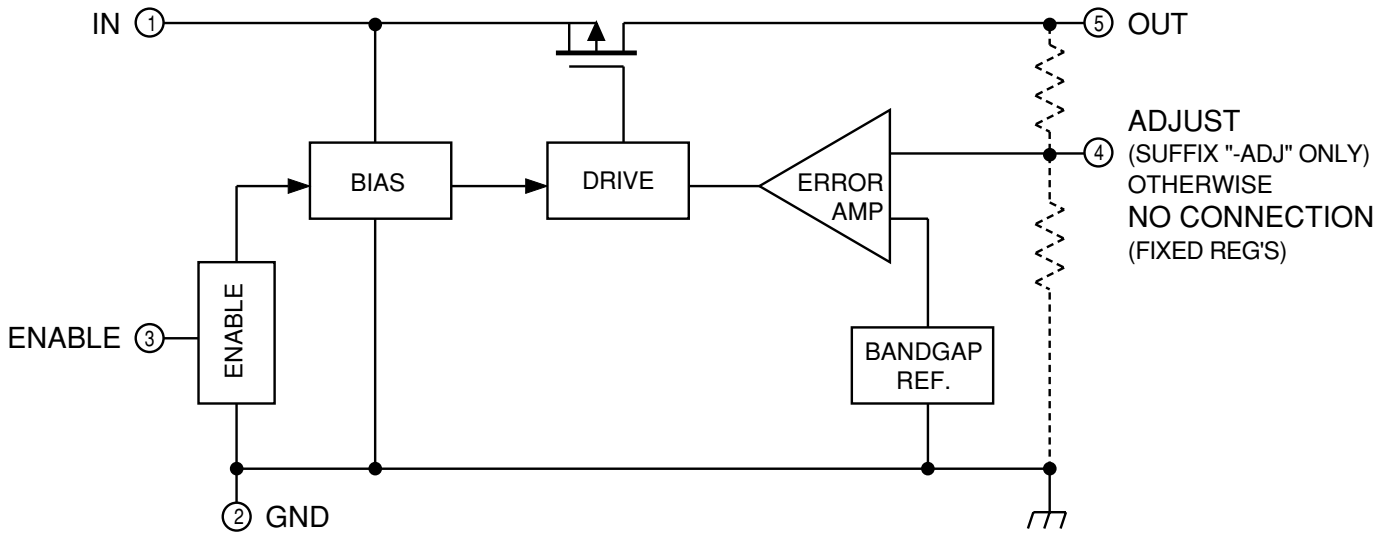 IN 1
5 OUT
BIAS
DRIVE
ERROR
AMP
4 ADJUST
(SUFFIX "-ADJ" ONLY)
OTHERWISE
NO CONNECTION
(FIXED REG'S)
ENABLE 3
ENABLE
BANDGAP
REF.
2 GND